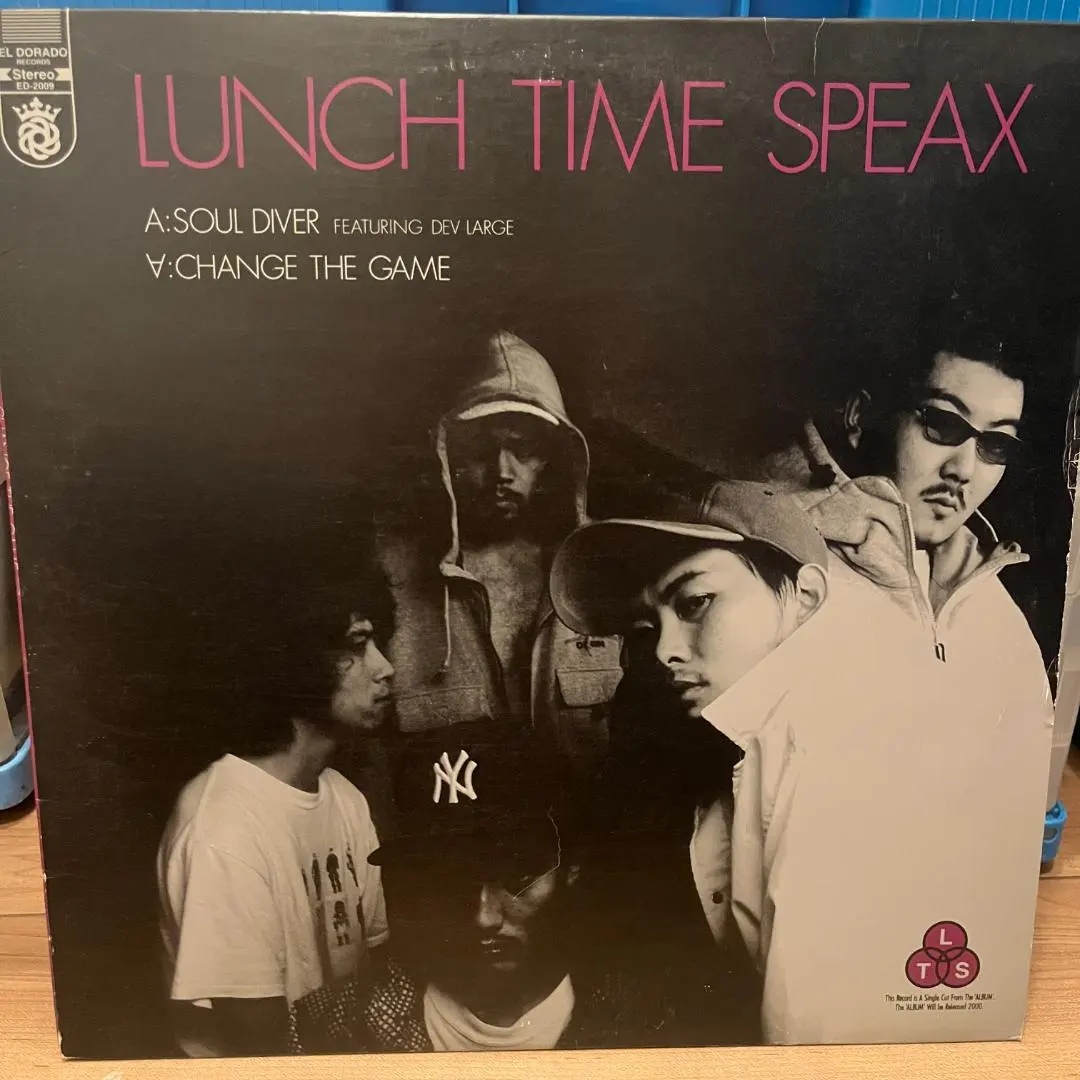 EL DORADO
RECORDS
Stereo
ED-2009
LUNCH TIME SPEAX
A:SOUL DIVER FEATURING DEV LARGE
∀:CHANGE THE GAME
NY
L
T S
This Record is A Single Cut From The 'ALBUM'.
The 'ALBUM' Will be Released 2000.